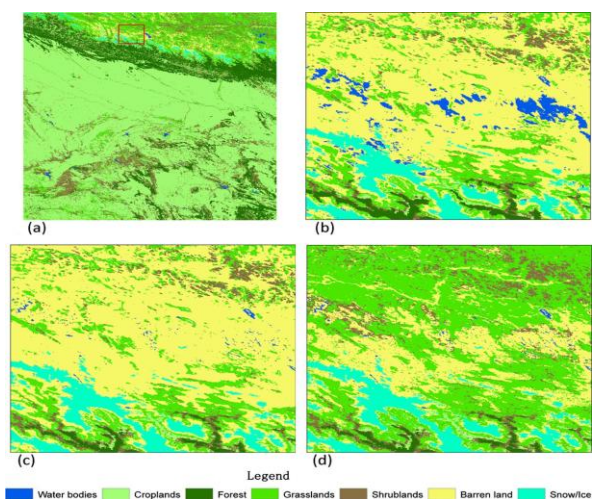 (a)
(b)
(c)
(d)
Legend
Water bodies Croplands Forest Grasslands Shrublands Barren land Snow/Ice